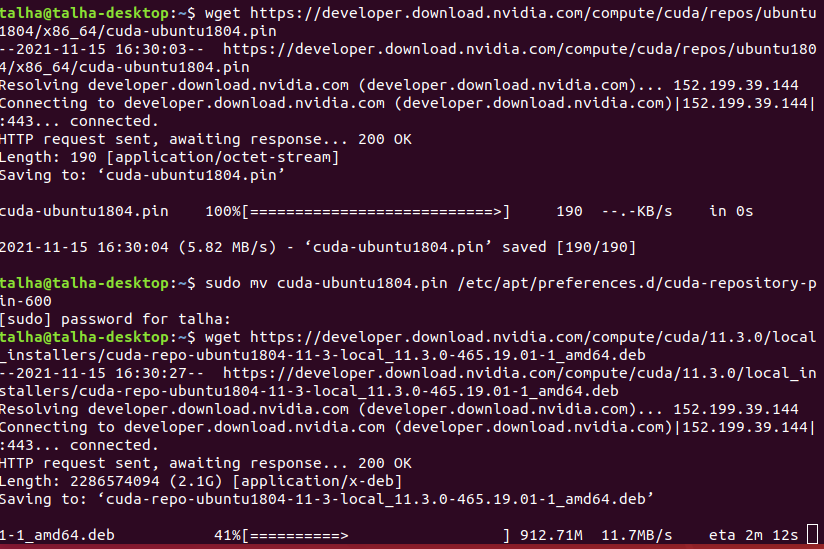 talha@talha-desktop:~$ wget https://developer.download.nvidia.com/compute/cuda/repos/ubuntu
1804/x86_64/cuda-ubuntu1804.pin
--2021-11-15 16:30:03--  https://developer.download.nvidia.com/compute/cuda/repos/ubuntu180
4/x86_64/cuda-ubuntu1804.pin
Resolving developer.download.nvidia.com (developer.download.nvidia.com)... 152.199.39.144
Connecting to developer.download.nvidia.com (developer.download.nvidia.com)|152.199.39.144|
:443... connected.
HTTP request sent, awaiting response... 200 OK
Length: 190 [application/octet-stream]
Saving to: ‘cuda-ubuntu1804.pin’
cuda-ubuntu1804.pin    100%[===========================>]     190  --.-KB/s    in 0s
2021-11-15 16:30:04 (5.82 MB/s) - ‘cuda-ubuntu1804.pin’ saved [190/190]
talha@talha-desktop:~$ sudo mv cuda-ubuntu1804.pin /etc/apt/preferences.d/cuda-repository-p
in-600
[sudo] password for talha:
talha@talha-desktop:~$ wget https://developer.download.nvidia.com/compute/cuda/11.3.0/local
_installers/cuda-repo-ubuntu1804-11-3-local_11.3.0-465.19.01-1_amd64.deb
--2021-11-15 16:30:27--  https://developer.download.nvidia.com/compute/cuda/11.3.0/local_in
stallers/cuda-repo-ubuntu1804-11-3-local_11.3.0-465.19.01-1_amd64.deb
Resolving developer.download.nvidia.com (developer.download.nvidia.com)... 152.199.39.144
Connecting to developer.download.nvidia.com (developer.download.nvidia.com)|152.199.39.144|
:443... connected.
HTTP request sent, awaiting response... 200 OK
Length: 2286574094 (2.1G) [application/x-deb]
Saving to: ‘cuda-repo-ubuntu1804-11-3-local_11.3.0-465.19.01-1_amd64.deb’
1-1_amd64.deb           41%[==========>                 ] 912.71M  11.7MB/s    eta 2m 12s